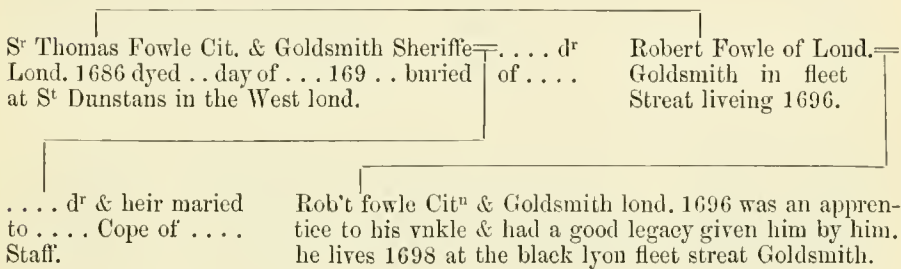 Sʳ Thomas Fowle Cit. & Goldsmith Sheriffe=. . . . dʳ
Lond. 1686 dyed . . day of . . . 169 . . buried of . . . .
at Sᵗ Dunstans in the West lond.
Robert Fowle of Lond.=
Goldsmith in fleet
Streat liveing 1696.
. . . . dʳ & heir maried
to . . . . Cope of . . . .
Staff.
Rob't fowle Citⁿ & Goldsmith lond. 1696 was an appren-
tice to his vnkle & had a good legacy given him by him.
he lives 1698 at the black lyon fleet streat Goldsmith.